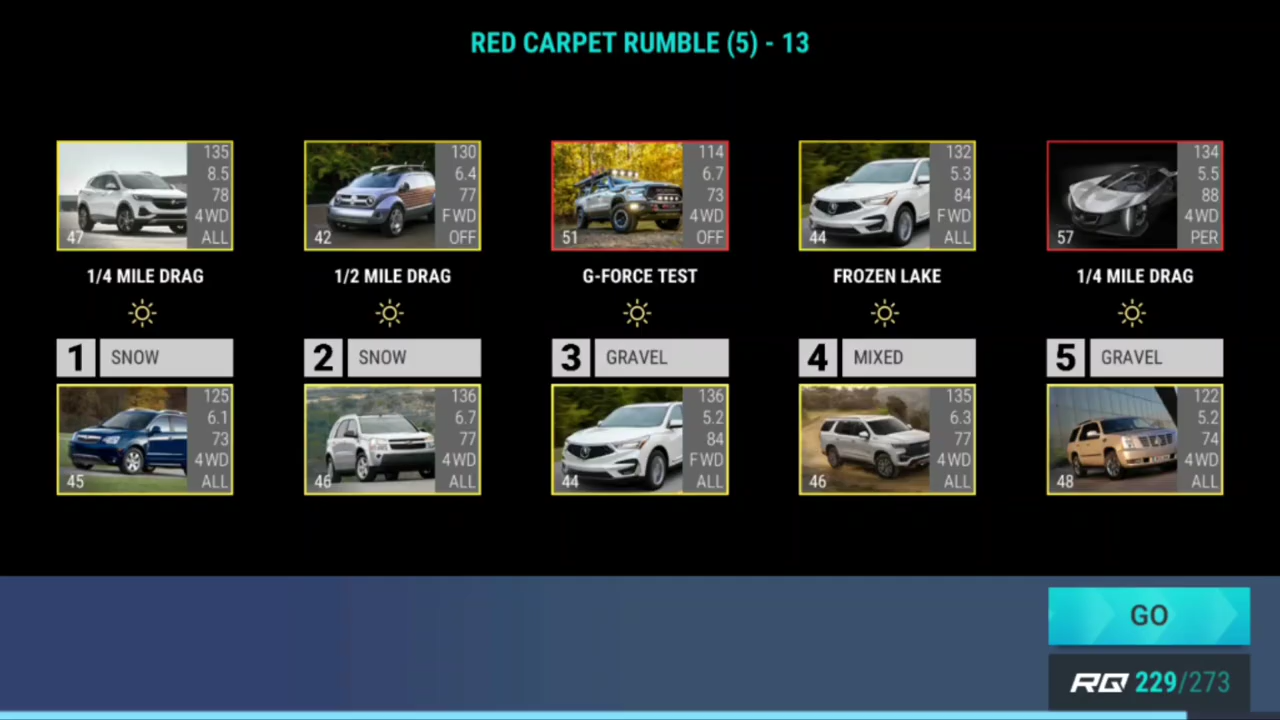 RED CARPET RUMBLE (5) - 13
135
8.5
78
4WD
ALL
47
130
6.4
77
FWD
OFF
42
114
6.7
73
4WD
OFF
51
132
5.3
84
FWD
ALL
44
134
5.5
88
4WD
PER
57
1/4 MILE DRAG
1/2 MILE DRAG
G-FORCE TEST
FROZEN LAKE
1/4 MILE DRAG
1 SNOW
2 SNOW
3 GRAVEL
4 MIXED
5 GRAVEL
125
6.1
73
4WD
ALL
45
136
6.7
77
4WD
ALL
46
136
5.2
84
FWD
ALL
44
135
6.3
77
4WD
ALL
46
122
5.2
74
4WD
ALL
48
GO
RQ 229/273